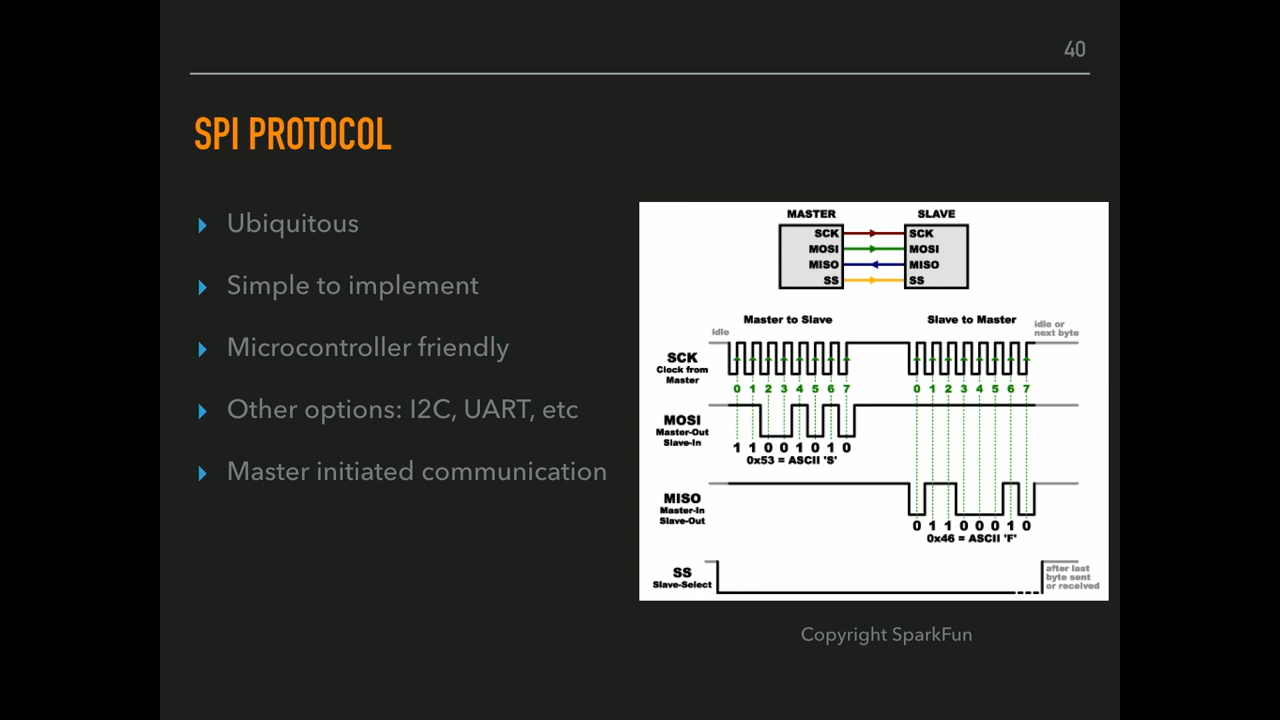 40
SPI PROTOCOL
Ubiquitous
Simple to implement
Microcontroller friendly
Other options: I2C, UART, etc
Master initiated communication
MASTER SLAVE
SCK SCK
MOSI MOSI
MISO MISO
SS SS
Master to Slave Slave to Master
idle
idle or
next byte
SCK
Clock from
Master
0 1 2 3 4 5 6 7 0 1 2 3 4 5 6 7
MOSI
Master-Out
Slave-In
1 1 0 0 1 0 1 0
0x53 = ASCII 'S'
MISO
Master-In
Slave-Out
0 1 1 0 0 0 1 0
0x46 = ASCII 'F'
SS
Slave-Select
after last
byte sent
or received
Copyright SparkFun